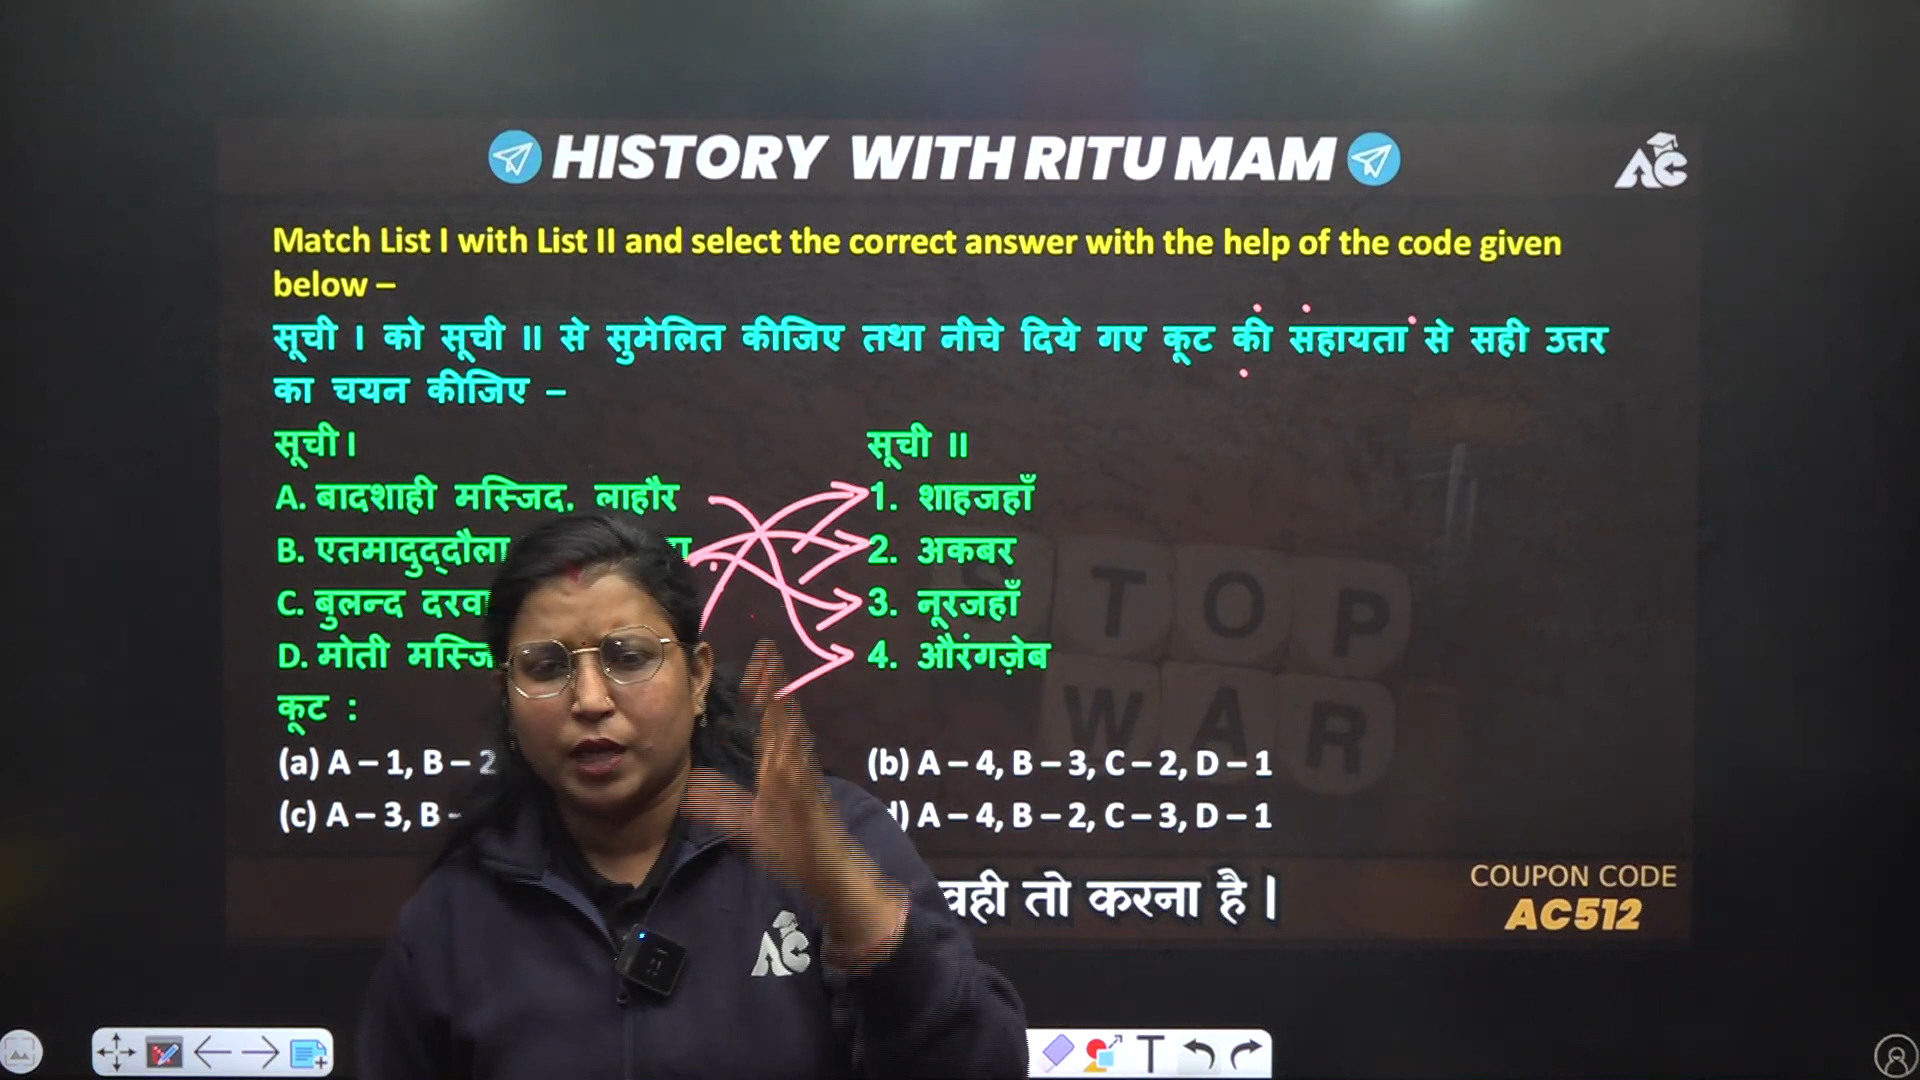 HISTORY WITH RITU MAM
AC
Match List I with List II and select the correct answer with the help of the code given
below –
सूची I को सूची II से सुमेलित कीजिए तथा नीचे दिये गए कूट की सहायता से सही उत्तर
का चयन कीजिए –
सूची I
सूची II
A. बादशाही मस्जिद, लाहौर
1. शाहजहाँ
B. एतमादुद्दौला
2. अकबर
C. बुलन्द
3. नूरजहाँ
D. मोती
4. औरंगज़ेब
कूट :
(a) A – 1, B – 2
(b) A – 4, B – 3, C – 2, D – 1
(c) A – 3, B –
A – 4, B – 2, C – 3, D – 1
STOP
WAR
वही तो करना है।
COUPON CODE
AC512
AC
T